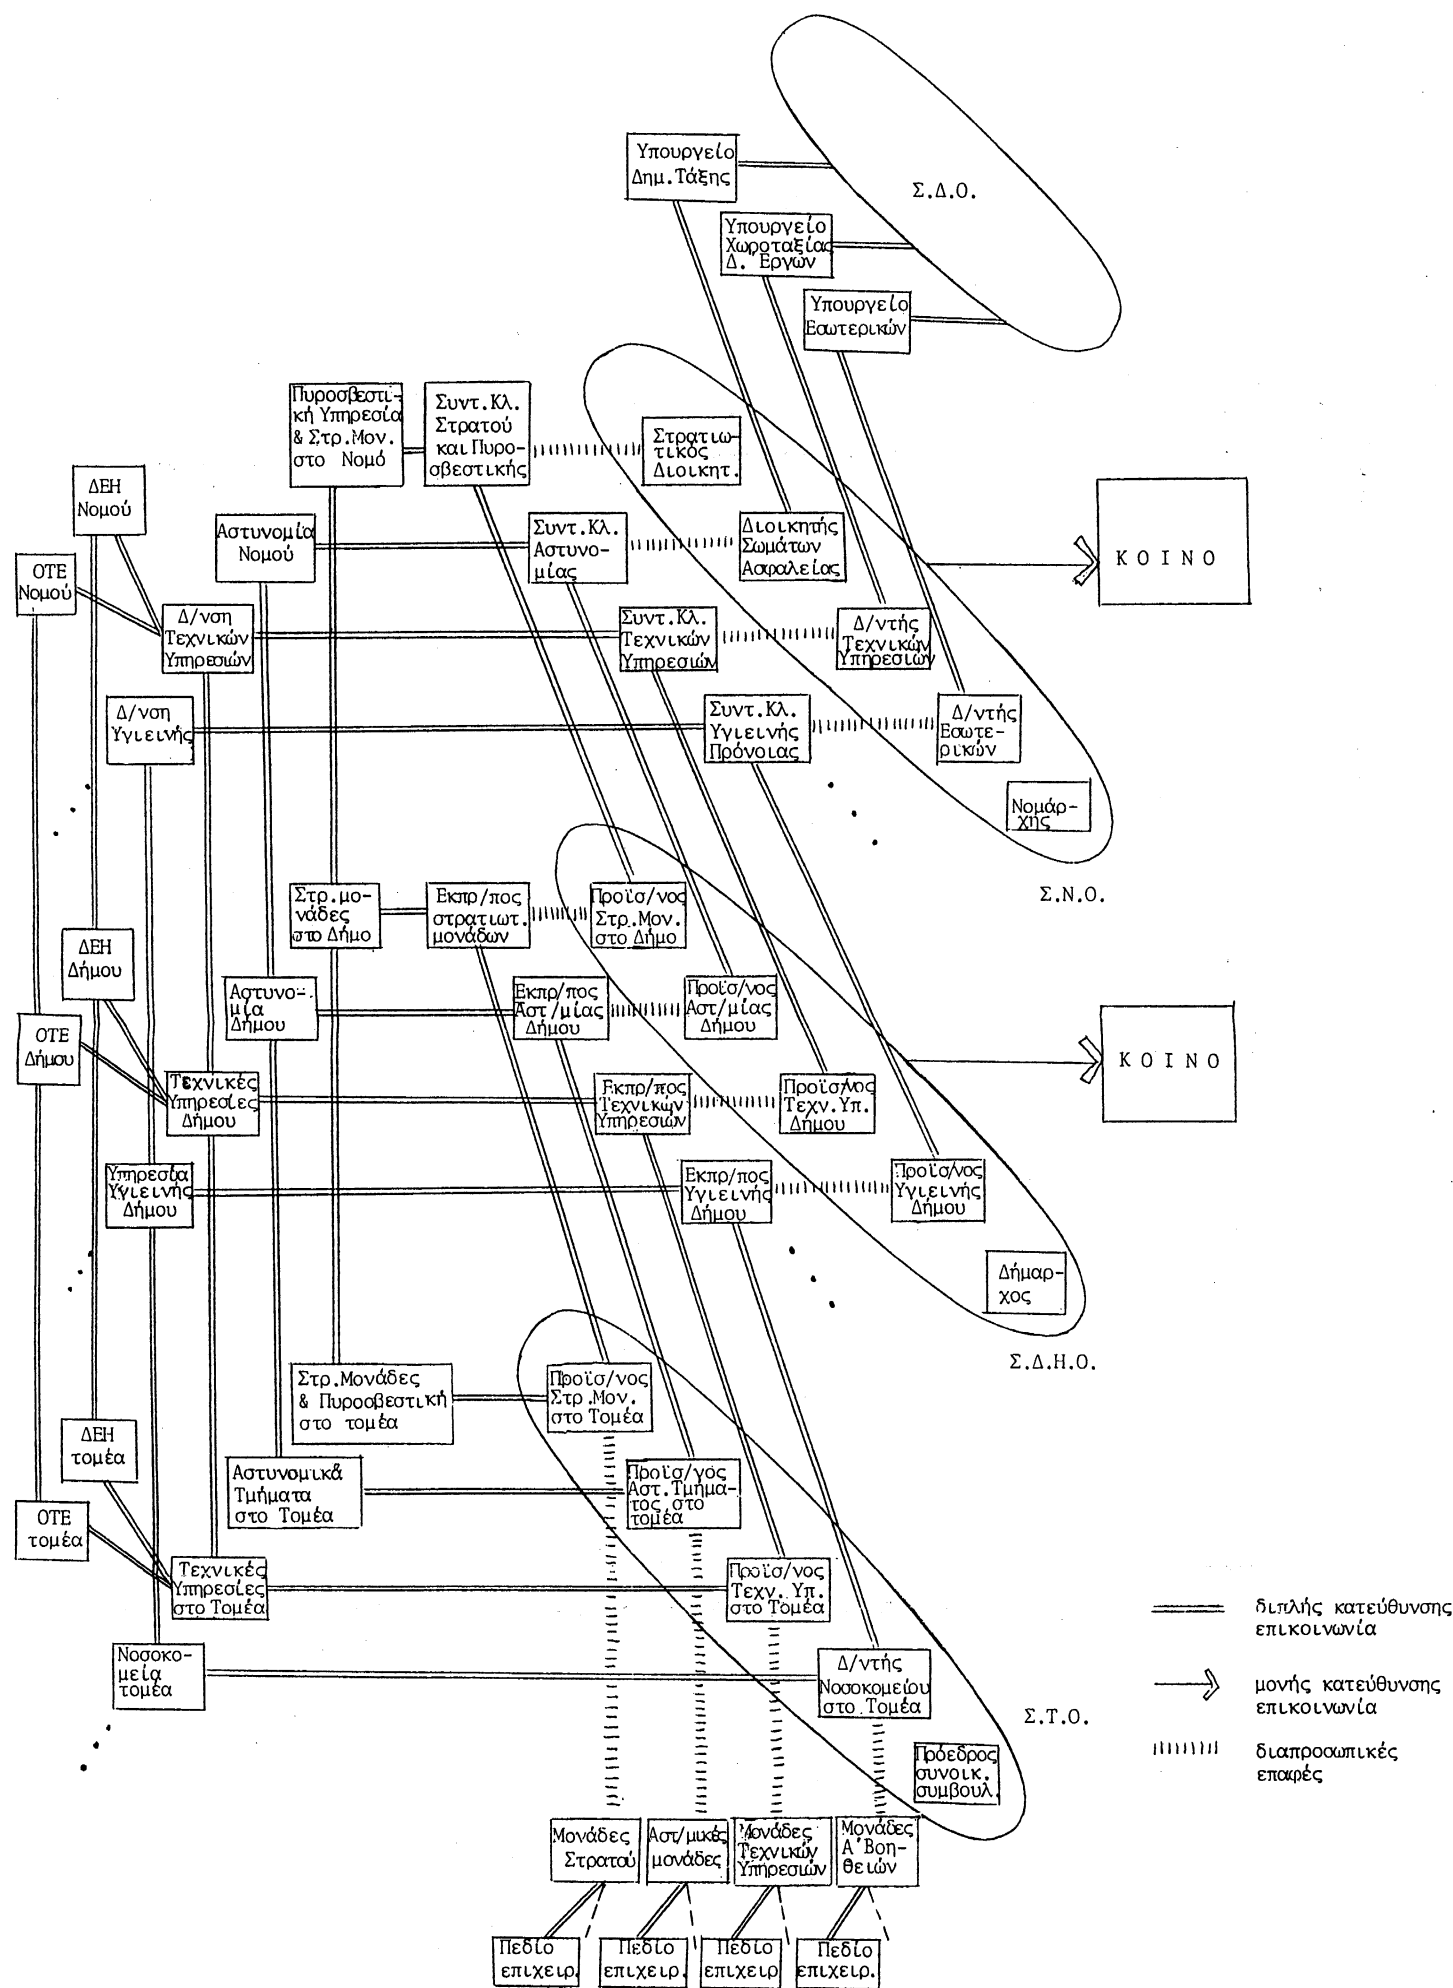 Υπουργείο
Δημ.Τάξης
Σ.Δ.Ο.
Υπουργείο
Χωροταξίας
Δ. Έργων
Υπουργείο
Εσωτερικών
Πυροσβεστι-
κή Υπηρεσία
& Στρ.Μον.
στο Νομό
Συντ.Κλ.
Στρατού
και Πυρο-
σβεστικής
Στρατιω-
τικός
Διοικητ.
ΔΕΗ
Νομού
Αστυνομία
Νομού
Συντ.Κλ.
Αστυνο-
μίας
Διοικητής
Σωμάτων
Ασφαλείας
ΚΟΙΝΟ
ΟΤΕ
Νομού
Δ/νση
Τεχνικών
Υπηρεσιών
Συντ.Κλ.
Τεχνικών
Υπηρεσιών
Δ/ντής
Τεχνικών
Υπηρεσιών
Δ/νση
Υγιεινής
Συντ.Κλ.
Υγιεινής
Πρόνοιας
Δ/ντής
Εσωτε-
ρικών
Νομάρ-
χης
Σ.Ν.Ο.
Στρ.μο-
νάδες
στο Δήμο
Εκπρ/πος
στρατιωτ.
μονάδων
Προϊσ/νος
Στρ.Μον.
στο Δήμο
ΔΕΗ
Δήμου
Αστυνο-
μία
Δήμου
Εκπρ/πος
Αστ/μίας
Δήμου
Προϊσ/νος
Αστ/μίας
Δήμου
ΚΟΙΝΟ
ΟΤΕ
Δήμου
Τεχνικές
Υπηρεσίες
Δήμου
Εκπρ/πος
Τεχνικών
Υπηρεσιών
Προϊσ/νος
Τεχν.Υπ.
Δήμου
Υπηρεσία
Υγιεινής
Δήμου
Εκπρ/πος
Υγιεινής
Δήμου
Προϊσ/νος
Υγιεινής
Δήμου
Δήμαρ-
χος
Σ.Δ.Η.Ο.
Στρ.Μονάδες
& Πυροσβεστική
στο τομέα
Προϊσ/νος
Στρ.Μον.
στο Τομέα
ΔΕΗ
τομέα
Αστυνομικά
Τμήματα
στο Τομέα
Προϊσ/νος
Αστ.Τμήμα-
τος στο
τομέα
ΟΤΕ
τομέα
Τεχνικές
Υπηρεσίες
στο Τομέα
Προϊσ/νος
Τεχν. Υπ.
στο Τομέα
Νοσοκο-
μεία
τομέα
Δ/ντής
Νοσοκομείου
στο Τομέα
Σ.Τ.Ο.
Πρόεδρος
συνοικ.
συμβουλ.
διπλής κατεύθυνσης
επικοινωνία
μονής κατεύθυνσης
επικοινωνία
διαπροσωπικές
επαφές
Μονάδες
Στρατού
Αστ/μικές
μονάδες
Μονάδες
Τεχνικών
Υπηρεσιών
Μονάδες
Α΄Βοη-
θειών
Πεδίο
επιχειρ.
Πεδίο
επιχειρ.
Πεδίο
επιχειρ
Πεδίο
επιχειρ.